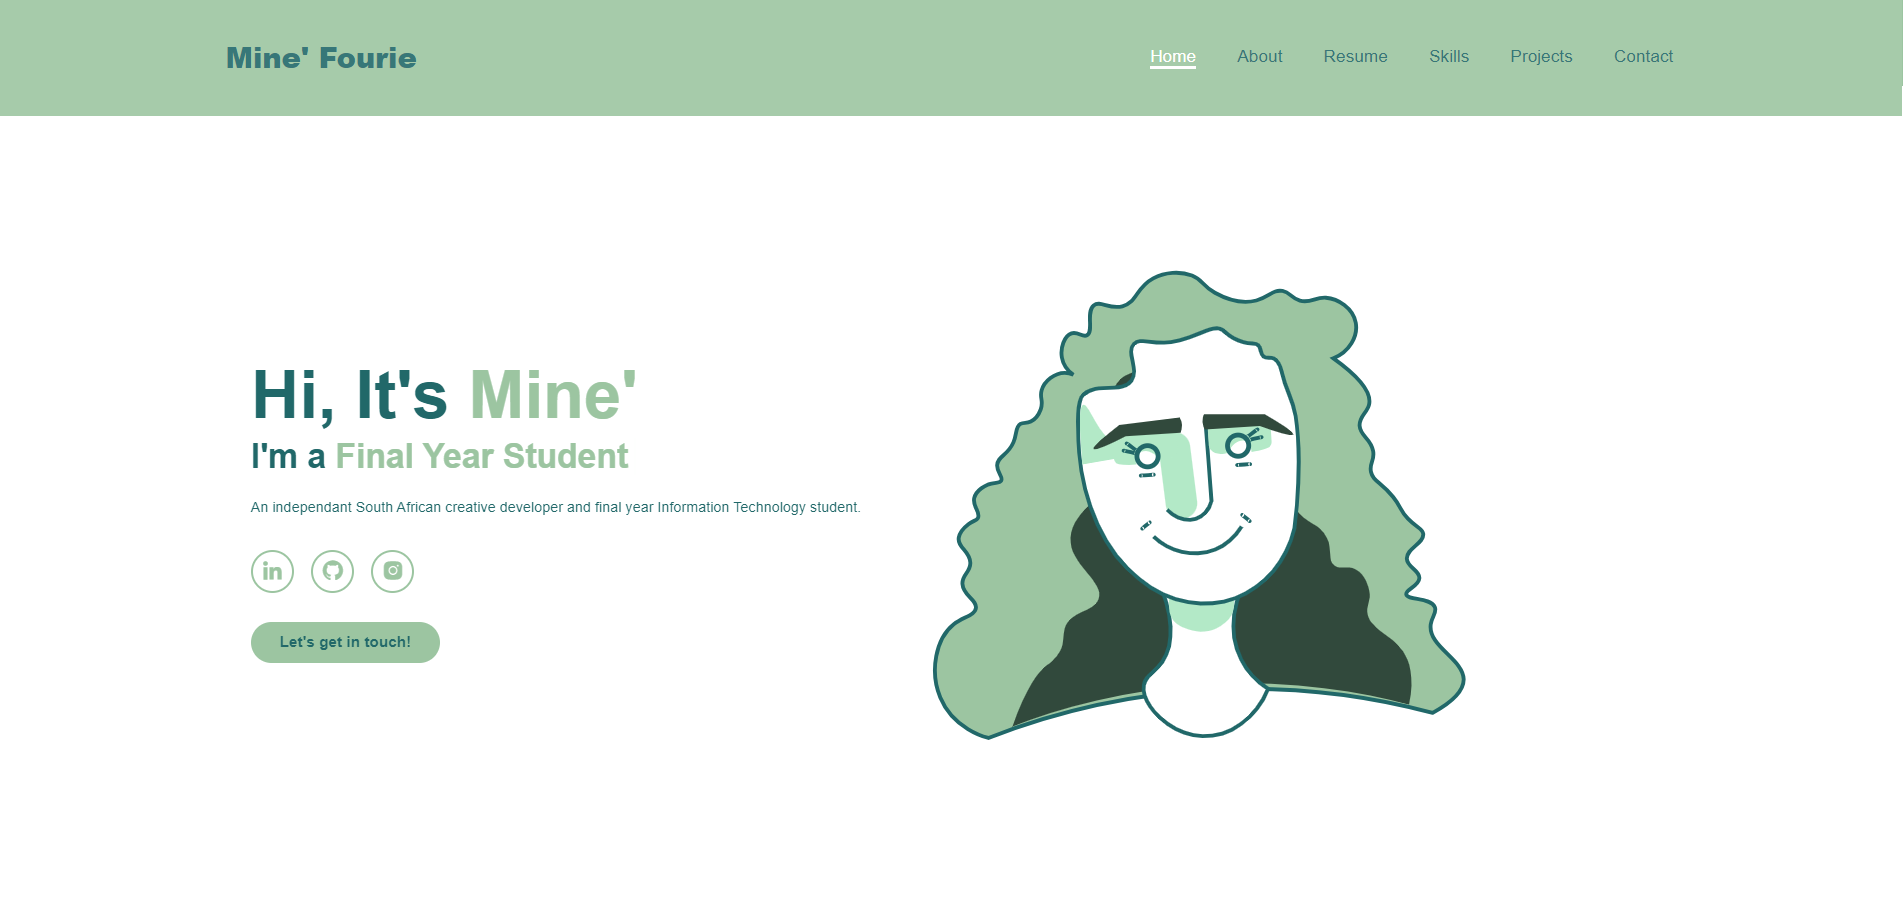 Mine' Fourie
Home About Resume Skills Projects Contact
Hi, It's Mine'
I'm a Final Year Student
An independant South African creative developer and final year Information Technology student.
in
Let's get in touch!